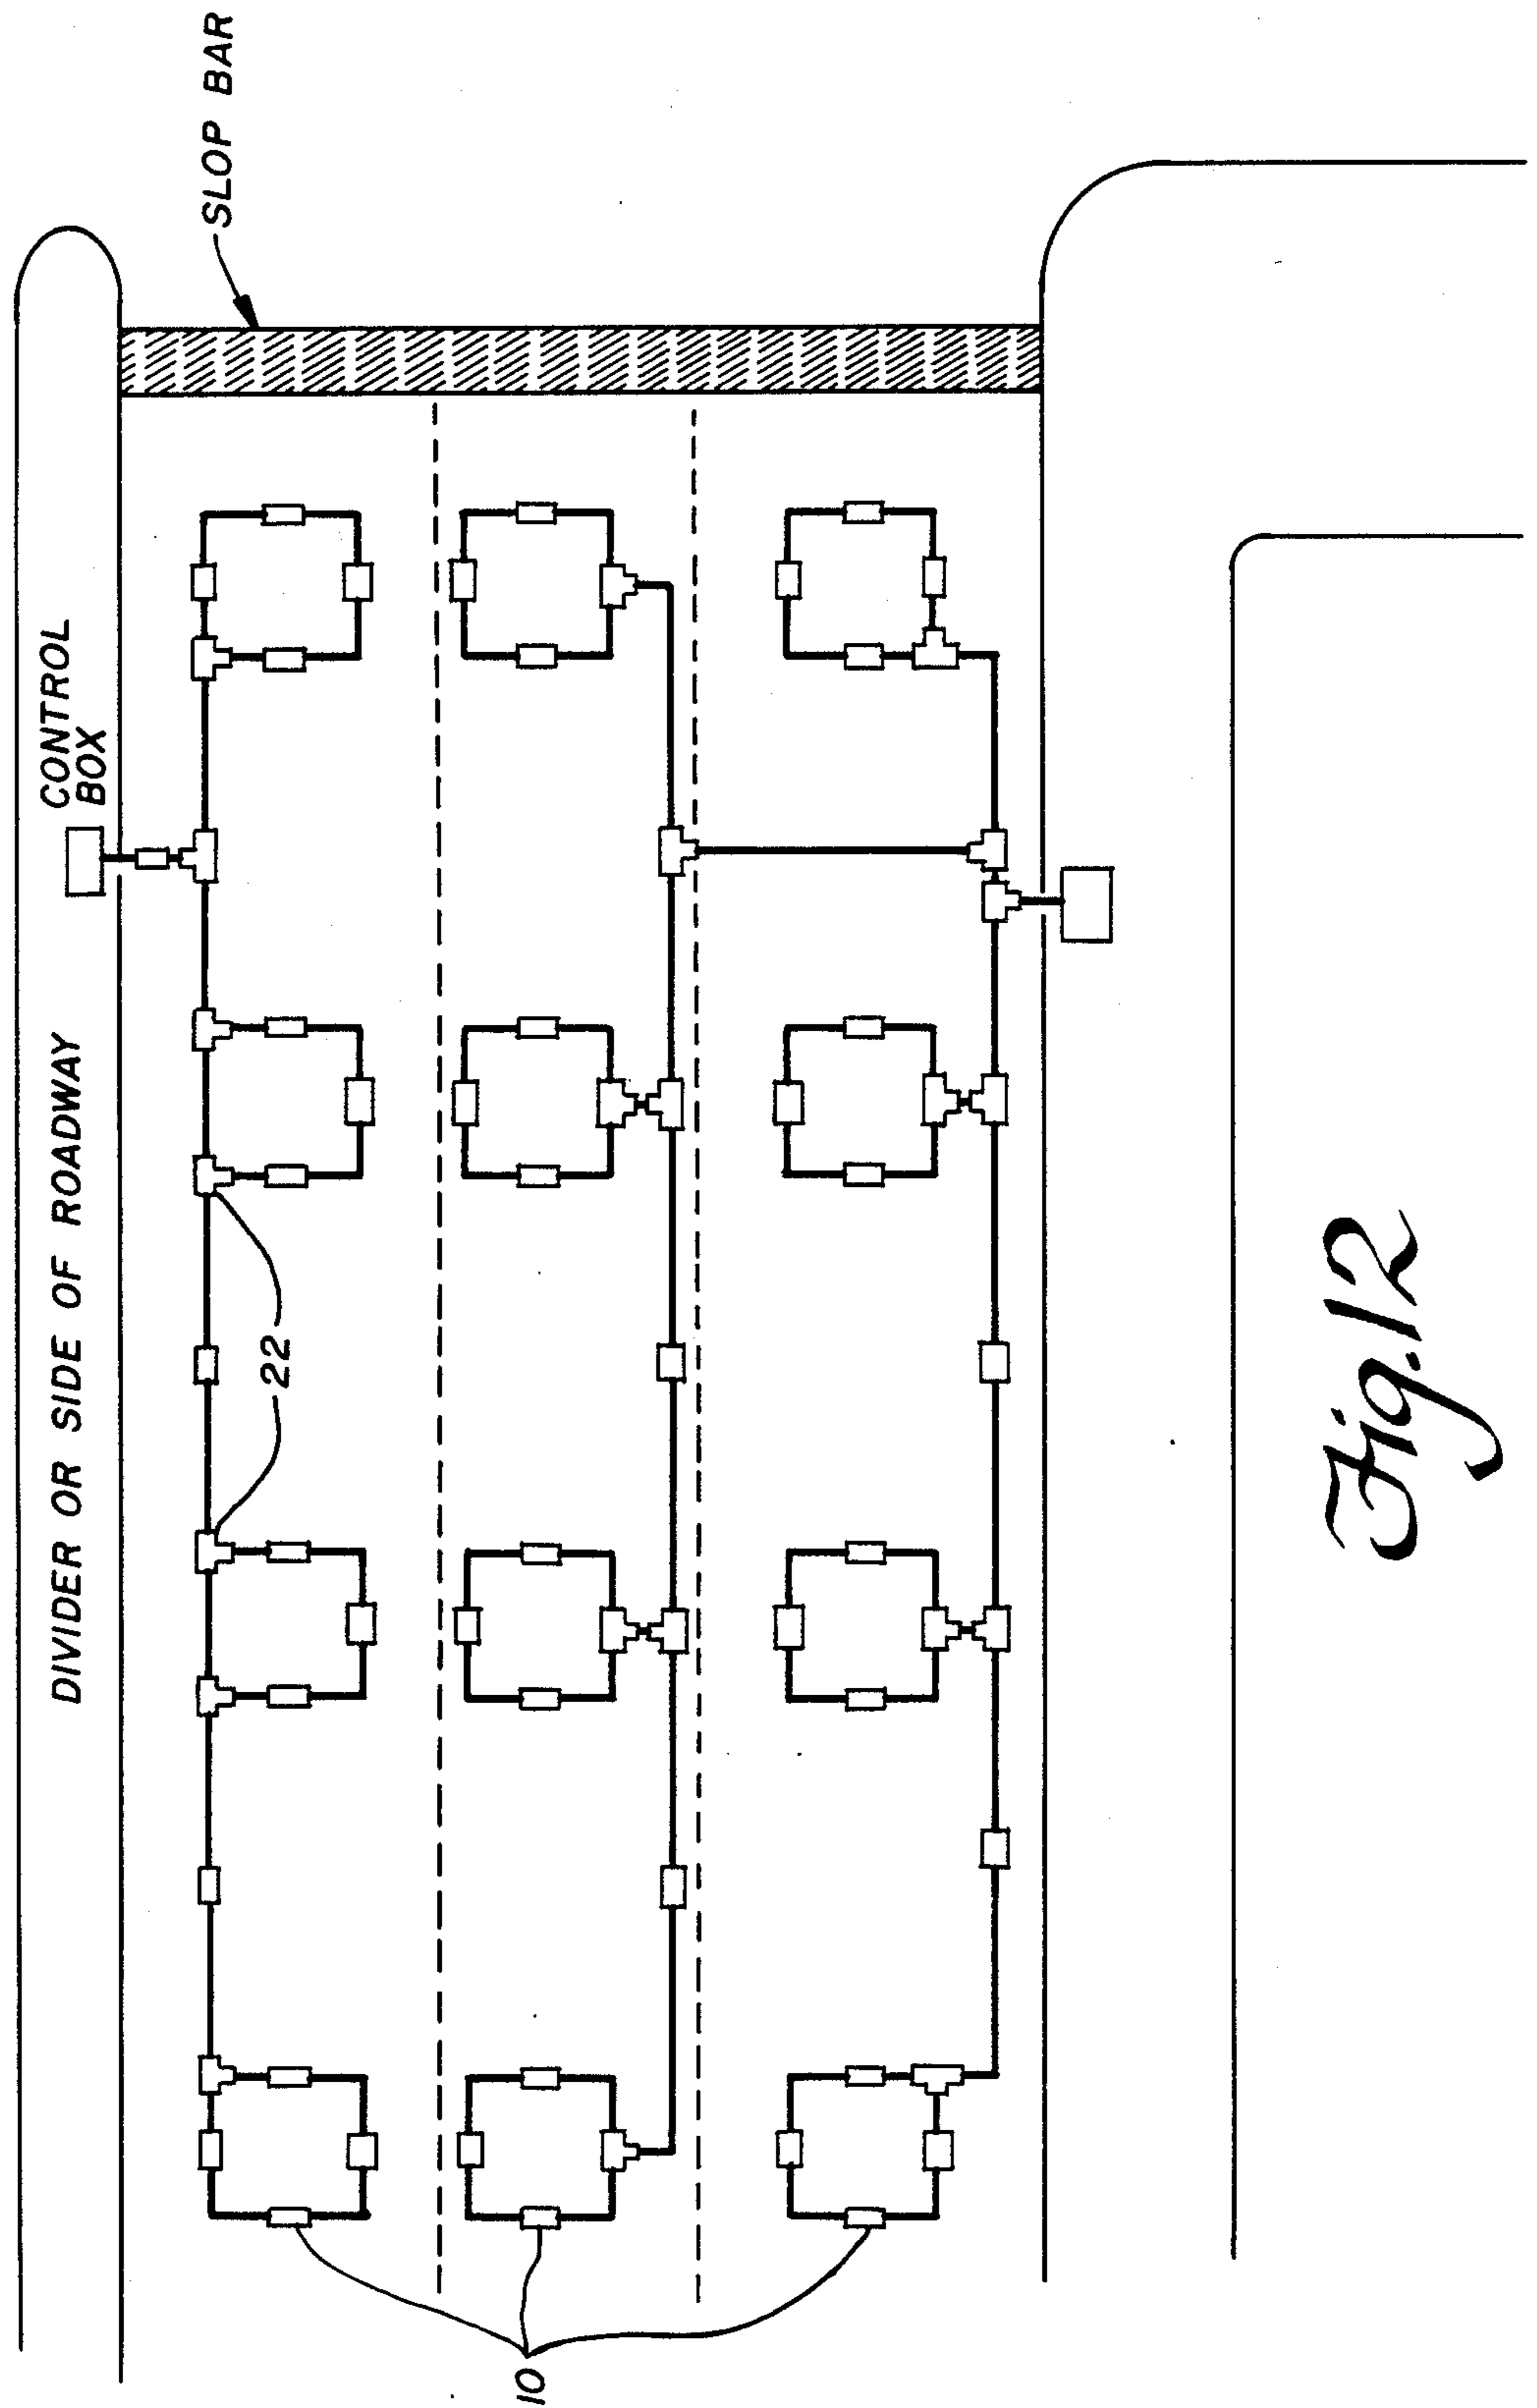 DIVIDER OR SIDE OF ROADWAY
CONTROL
BOX
SLOP BAR
22
10
Fig. 12